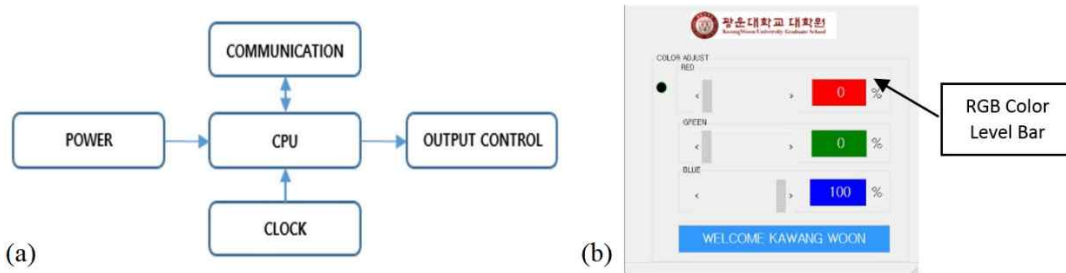 COMMUNICATION
POWER
CPU
OUTPUT CONTROL
CLOCK
(a)
광운대학교 대학원
KwangWoon University Graduate School
COLOR ADJUST
RED
0 %
GREEN
0 %
BLUE
100 %
WELCOME KAWANG WOON
RGB Color
Level Bar
(b)